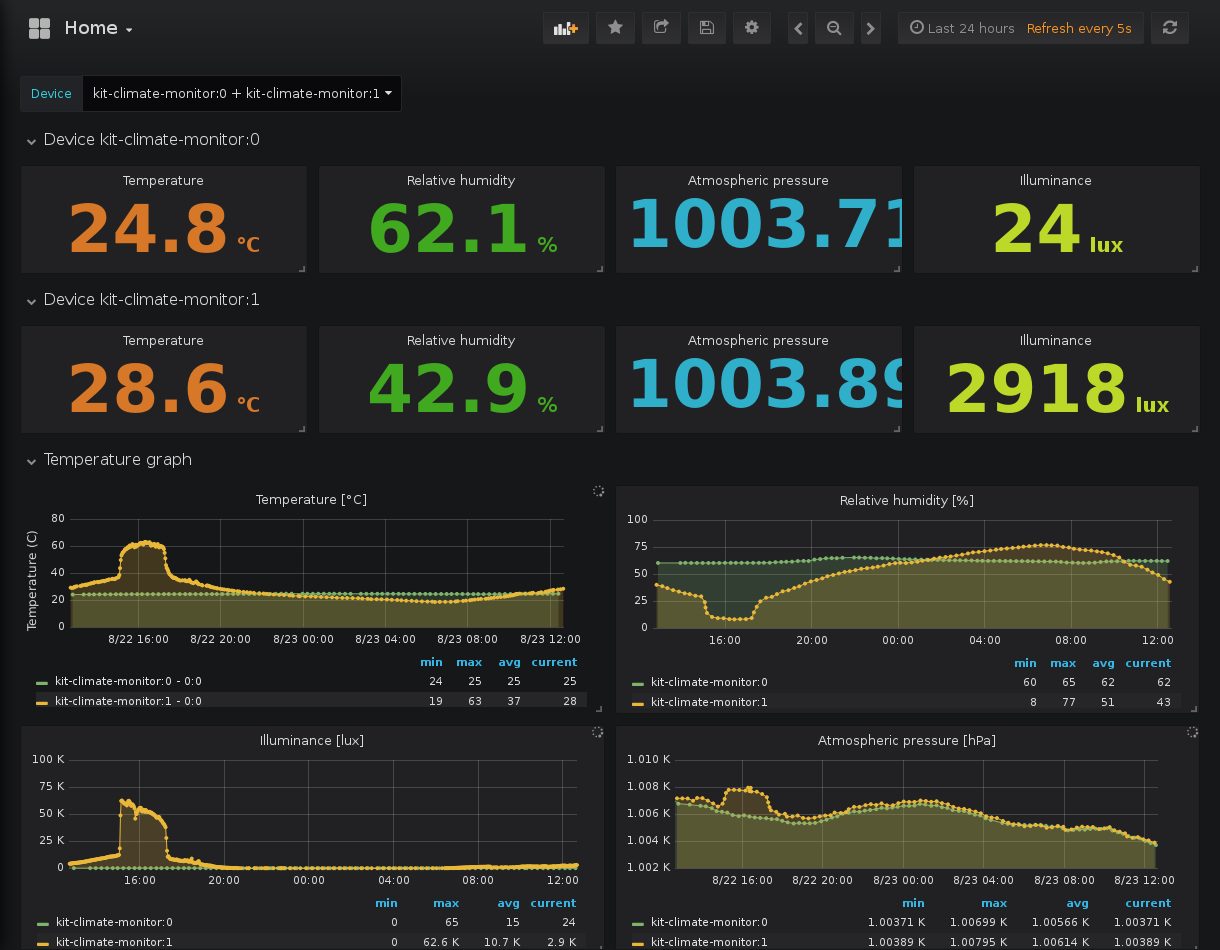 Home
Last 24 hours Refresh every 5s
Device kit-climate-monitor:0 + kit-climate-monitor:1
Device kit-climate-monitor:0
Temperature Relative humidity Atmospheric pressure Illuminance
24.8 °C 62.1 % 1003.71 24 lux
Device kit-climate-monitor:1
Temperature Relative humidity Atmospheric pressure Illuminance
28.6 °C 42.9 % 1003.89 2918 lux
Temperature graph
Temperature [°C]
Temperature (C)
80
60
40
20
0
8/22 16:00 8/22 20:00 8/23 00:00 8/23 04:00 8/23 08:00 8/23 12:00
min max avg current
kit-climate-monitor:0 - 0:0 24 25 25 25
kit-climate-monitor:1 - 0:0 19 63 37 28
Relative humidity [%]
100
75
50
25
0
16:00 20:00 00:00 04:00 08:00 12:00
min max avg current
kit-climate-monitor:0 60 65 62 62
kit-climate-monitor:1 8 77 51 43
Illuminance [lux]
100 K
75 K
50 K
25 K
0
16:00 20:00 00:00 04:00 08:00 12:00
min max avg current
kit-climate-monitor:0 0 65 15 24
kit-climate-monitor:1 0 62.6 K 10.7 K 2.9 K
Atmospheric pressure [hPa]
1.010 K
1.008 K
1.006 K
1.004 K
1.002 K
8/22 16:00 8/22 20:00 8/23 00:00 8/23 04:00 8/23 08:00 8/23 12:00
min max avg current
kit-climate-monitor:0 1.00371 K 1.00699 K 1.00566 K 1.00371 K
kit-climate-monitor:1 1.00389 K 1.00795 K 1.00614 K 1.00389 K